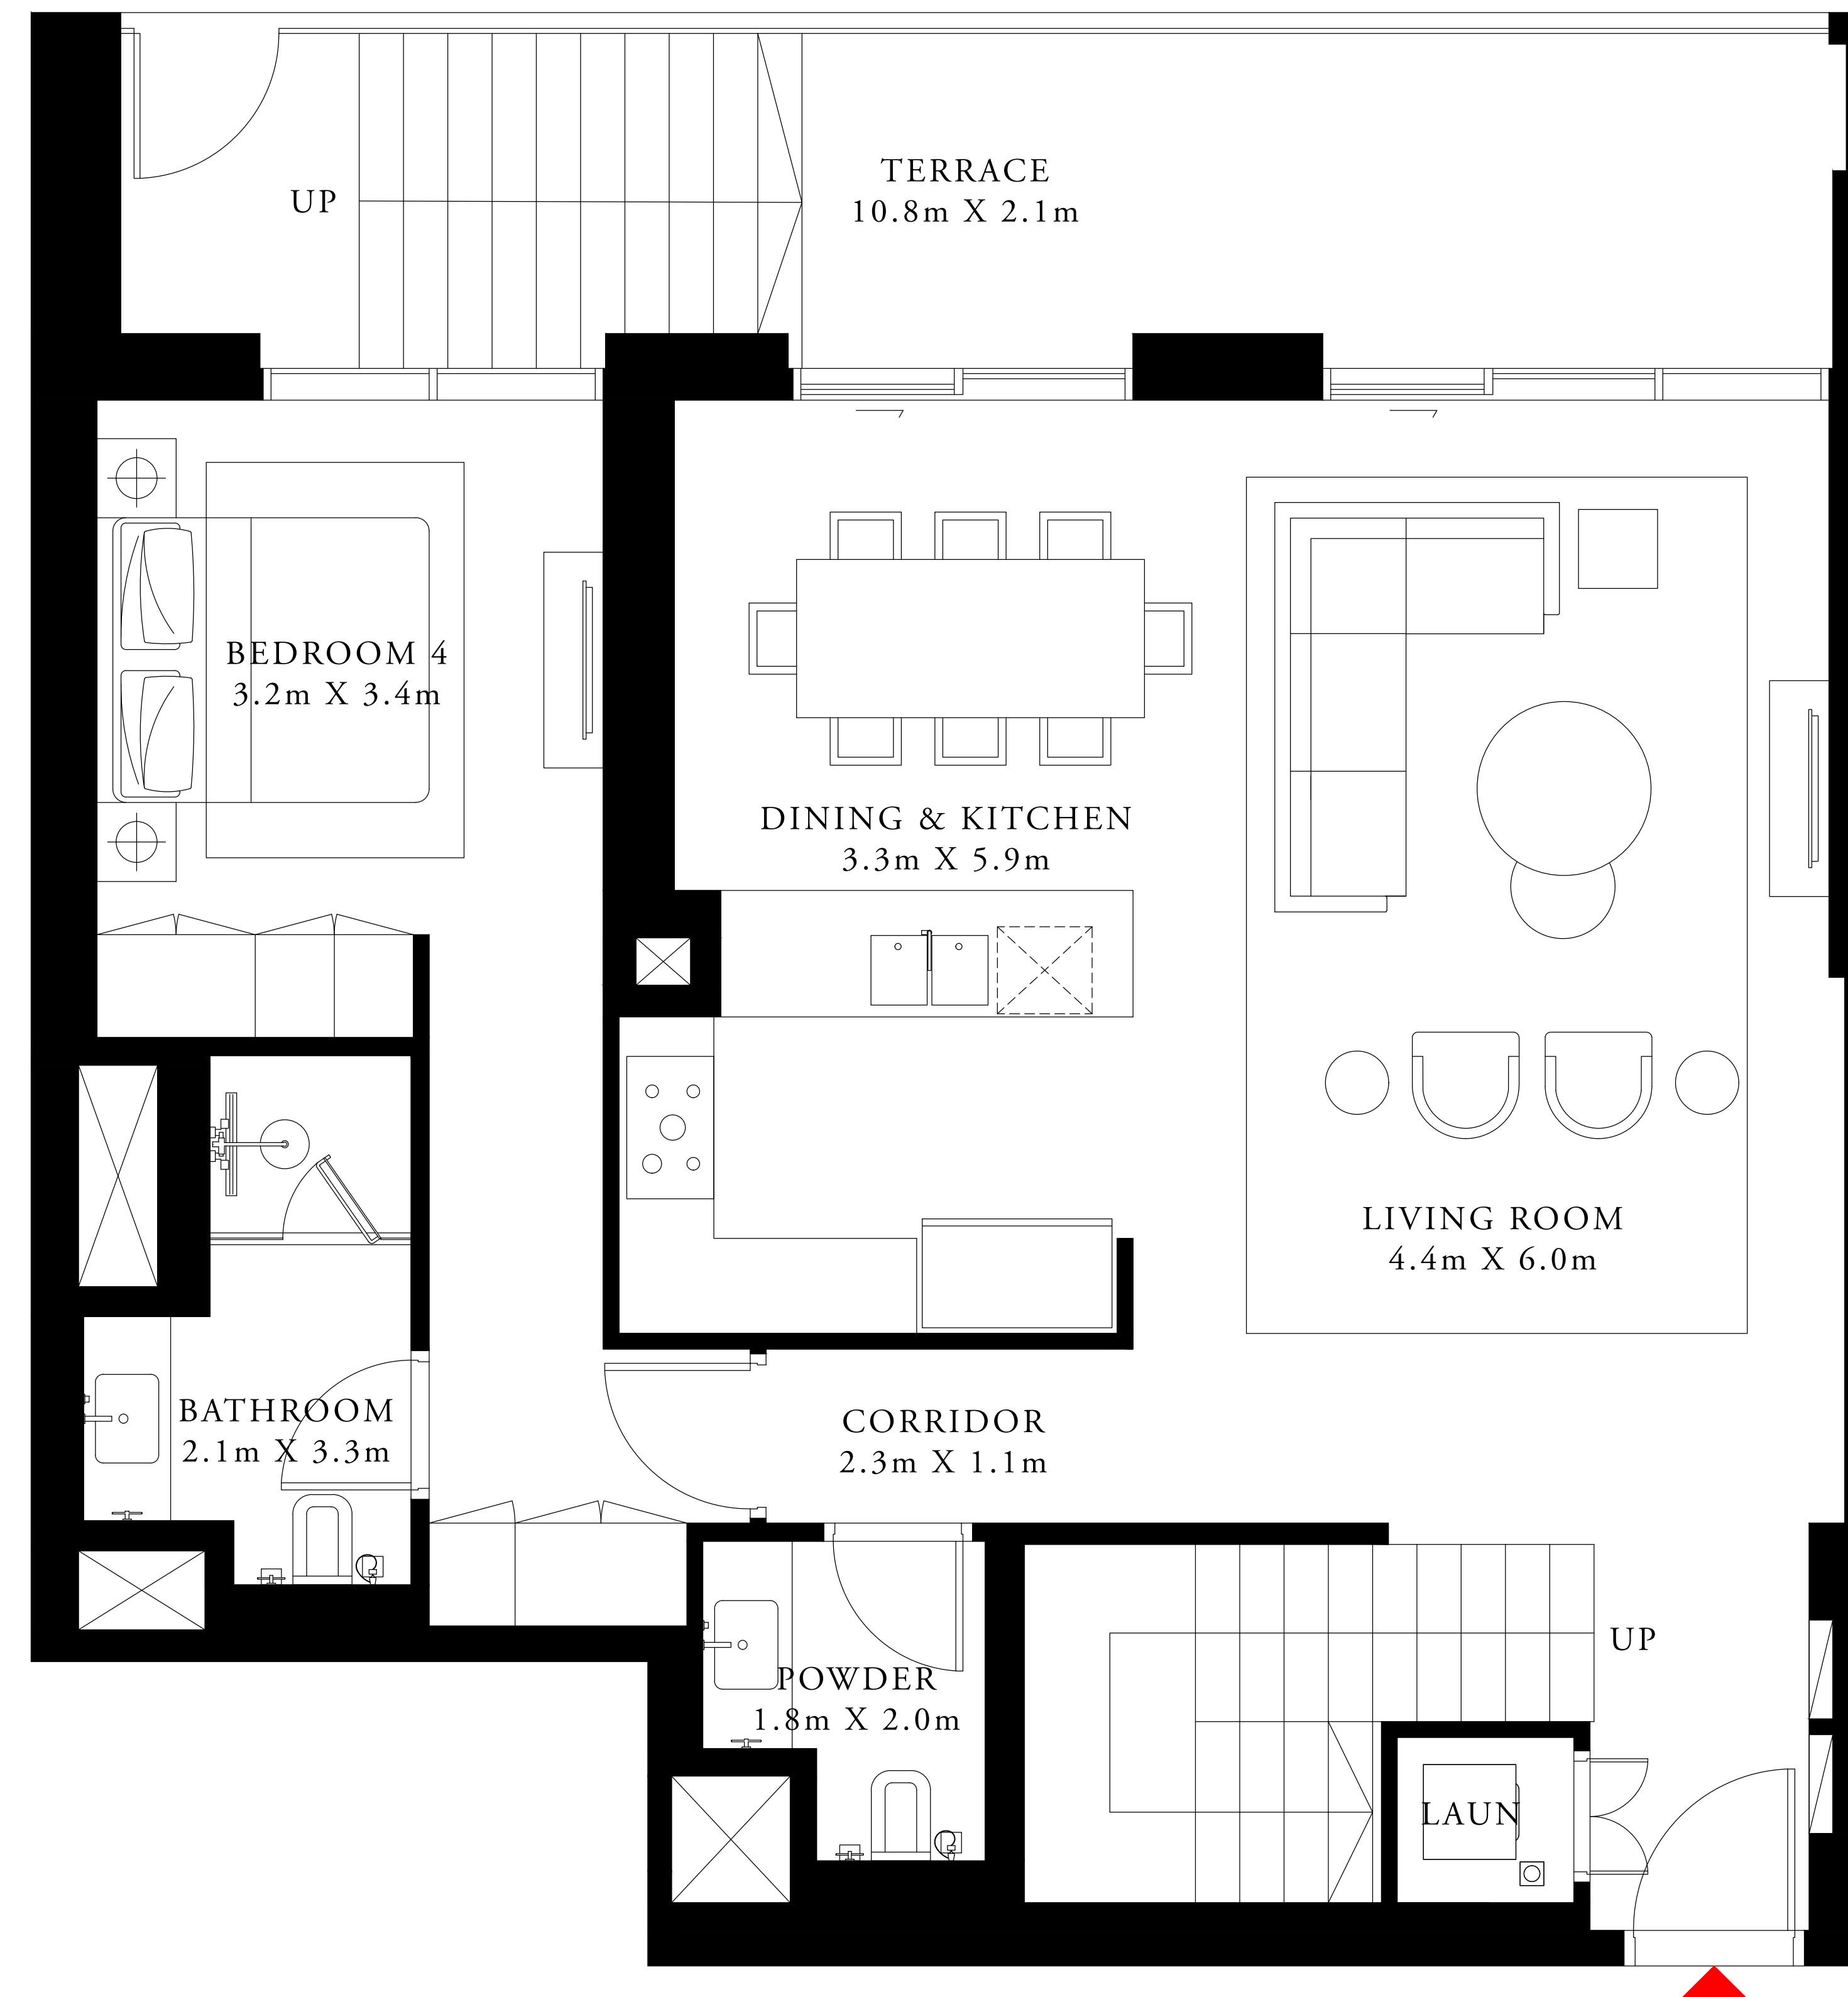 TERRACE
10.8m X 2.1m
UP
BEDROOM 4
3.2m X 3.4m
DINING & KITCHEN
3.3m X 5.9m
LIVING ROOM
4.4m X 6.0m
BATHROOM
2.1m X 3.3m
CORRIDOR
2.3m X 1.1m
UP
POWDER
1.8m X 2.0m
LAUN